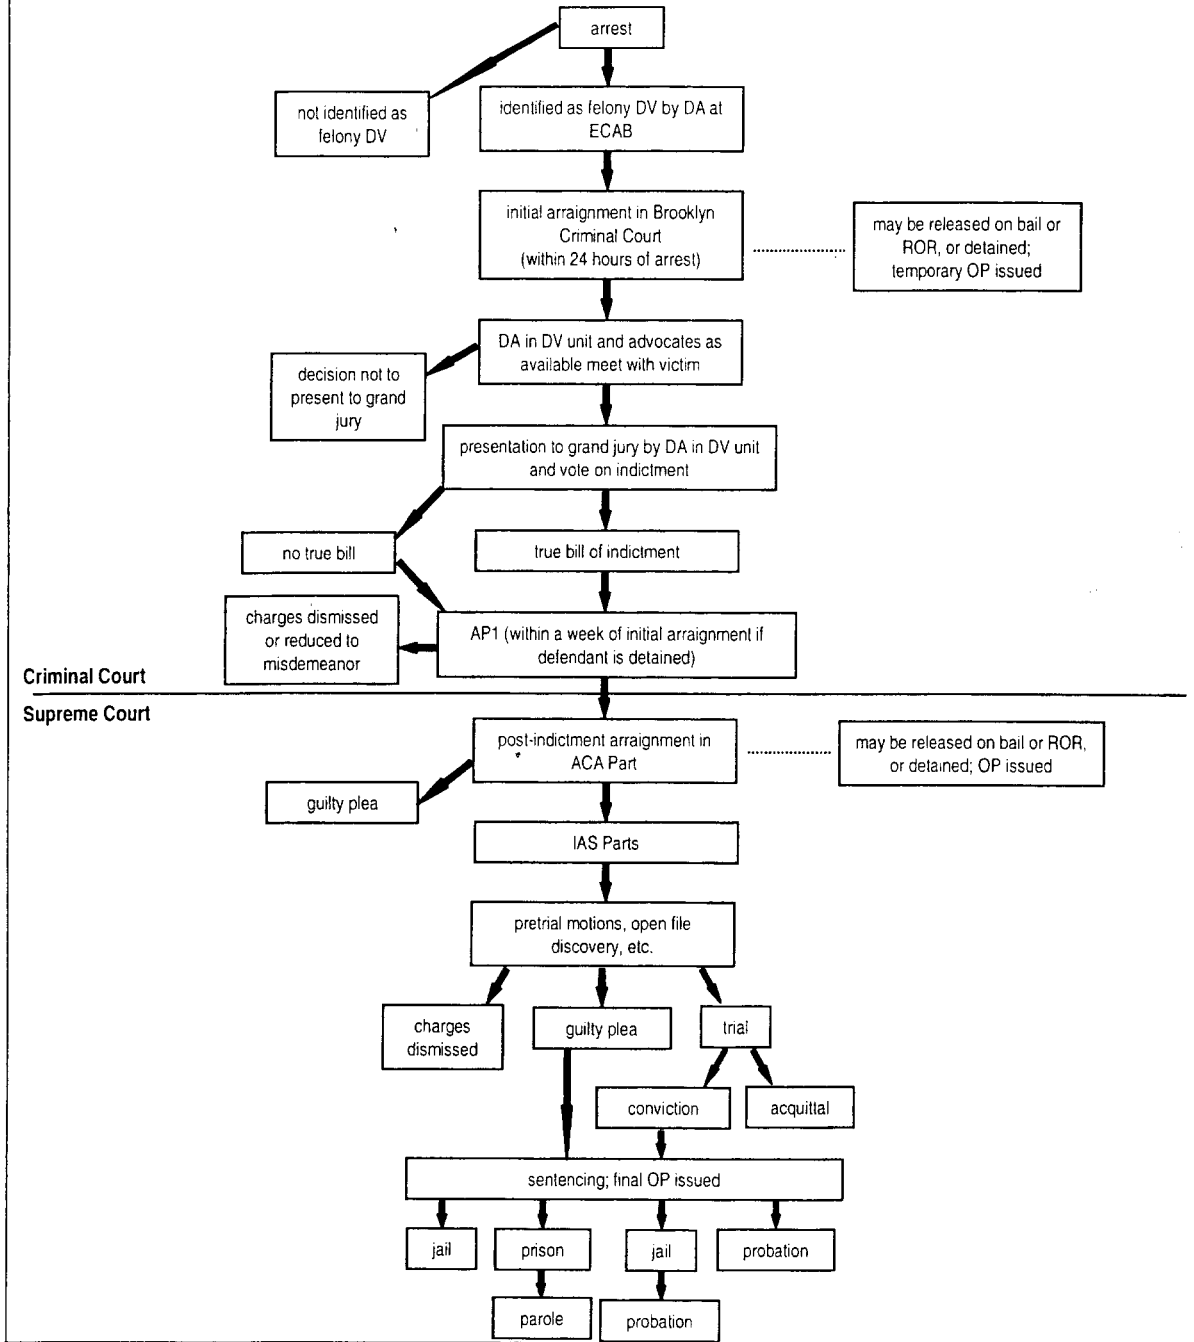 arrest
not identified as
felony DV
identified as felony DV by DA at
ECAB
initial arraignment in Brooklyn
Criminal Court
(within 24 hours of arrest)
may be released on bail or
ROR, or detained;
temporary OP issued
DA in DV unit and advocates as
available meet with victim
decision not to
present to grand
jury
presentation to grand jury by DA in DV unit
and vote on indictment
no true bill
true bill of indictment
charges dismissed
or reduced to
misdemeanor
AP1 (within a week of initial arraignment if
defendant is detained)
Criminal Court
Supreme Court
post-indictment arraignment in
ACA Part
may be released on bail or ROR,
or detained; OP issued
guilty plea
IAS Parts
pretrial motions, open file
discovery, etc.
charges
dismissed
guilty plea
trial
conviction
acquittal
sentencing; final OP issued
jail
prison
jail
probation
parole
probation